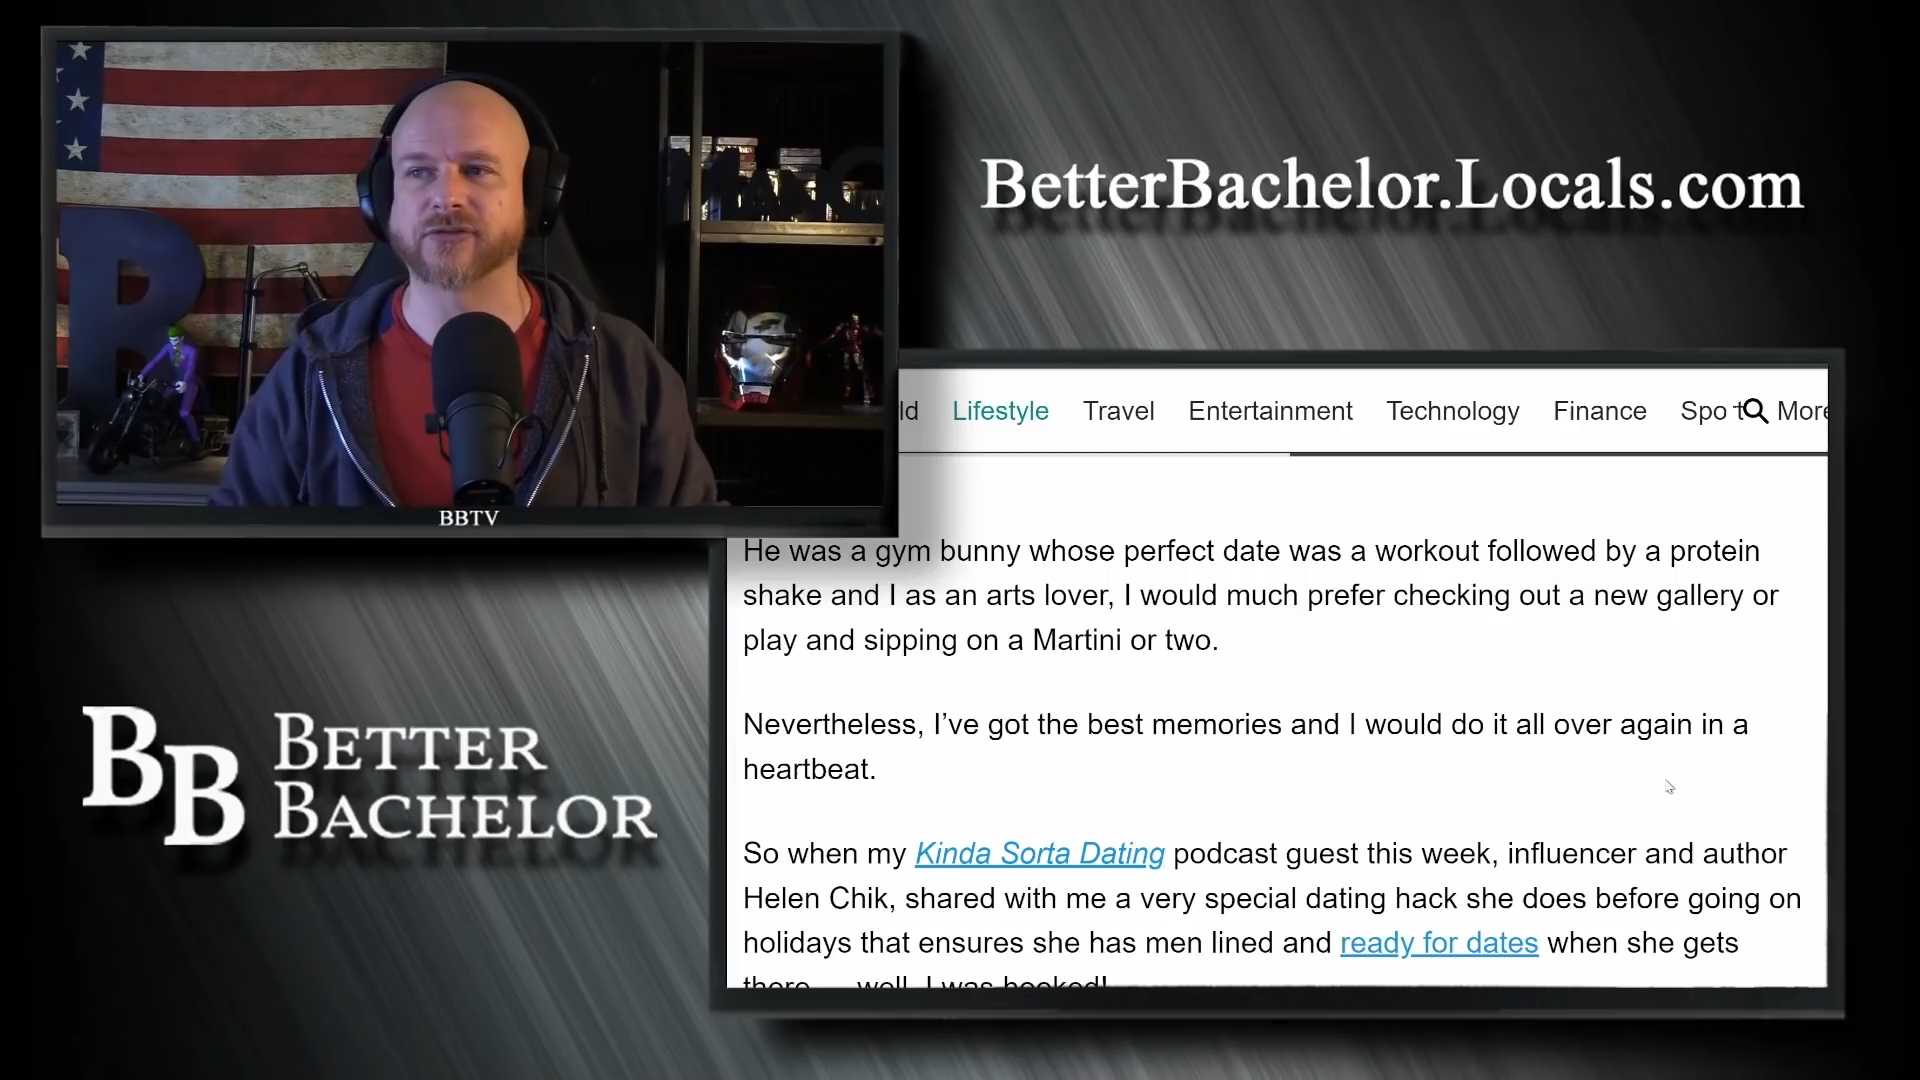 BetterBachelor.Locals.com
BBTV
ld Lifestyle Travel Entertainment Technology Finance Spo t More
He was a gym bunny whose perfect date was a workout followed by a protein
shake and I as an arts lover, I would much prefer checking out a new gallery or
play and sipping on a Martini or two.
Nevertheless, I’ve got the best memories and I would do it all over again in a
heartbeat.
So when my Kinda Sorta Dating podcast guest this week, influencer and author
Helen Chik, shared with me a very special dating hack she does before going on
holidays that ensures she has men lined and ready for dates when she gets
there ... well, I was hooked!
BB BETTER
BACHELOR